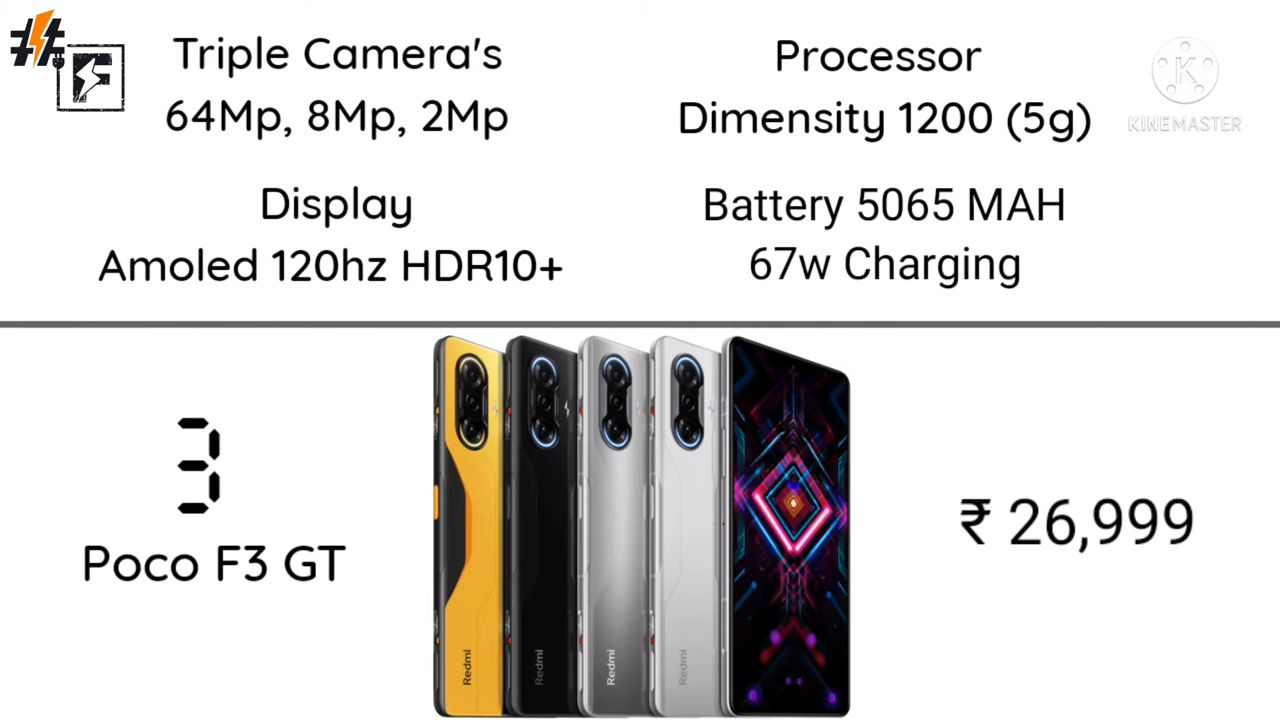 Triple Camera's
64Mp, 8Mp, 2Mp
Processor
Dimensity 1200 (5g)
KINEMASTER
Display
Amoled 120hz HDR10+
Battery 5065 MAH
67w Charging
3
Poco F3 GT
Redmi
Redmi
Redmi
Redmi
₹ 26,999